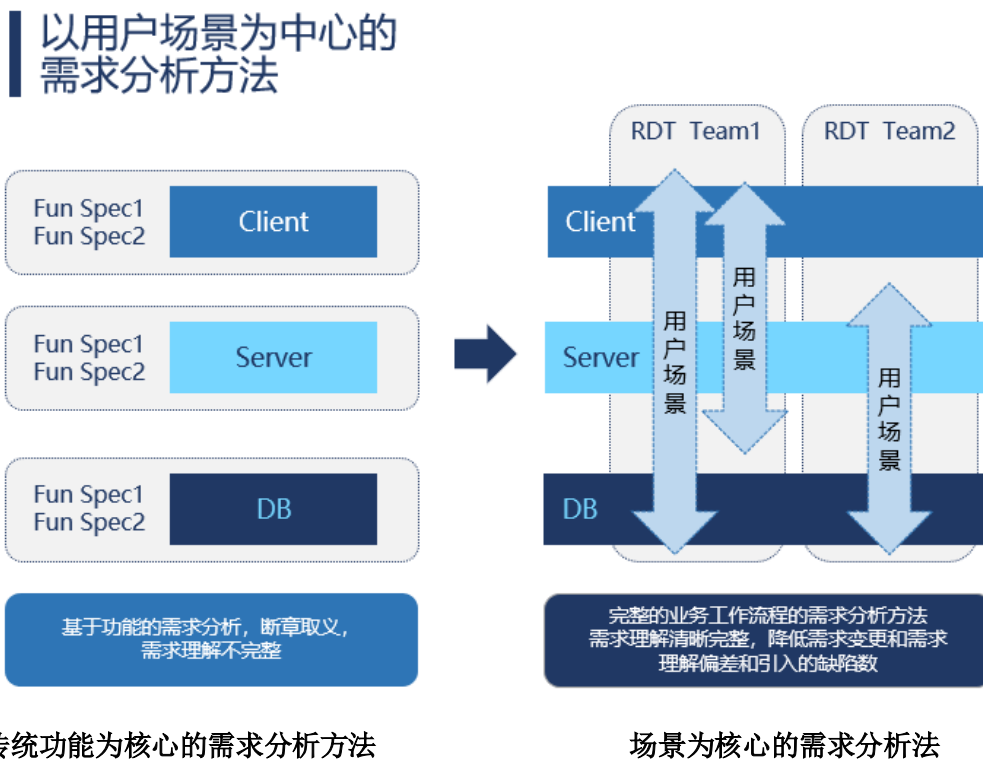 以用户场景为中心的
需求分析方法
RDT Team1
RDT Team2
Fun Spec1
Fun Spec2
Client
Fun Spec1
Fun Spec2
Server
Fun Spec1
Fun Spec2
DB
Client
Server
DB
用户场景
用户场景
用户场景
基于功能的需求分析，断章取义，
需求理解不完整
完整的业务工作流程的需求分析方法
需求理解清晰完整，降低需求变更和需求
理解偏差和引入的缺陷数
传统功能为核心的需求分析方法
场景为核心的需求分析法